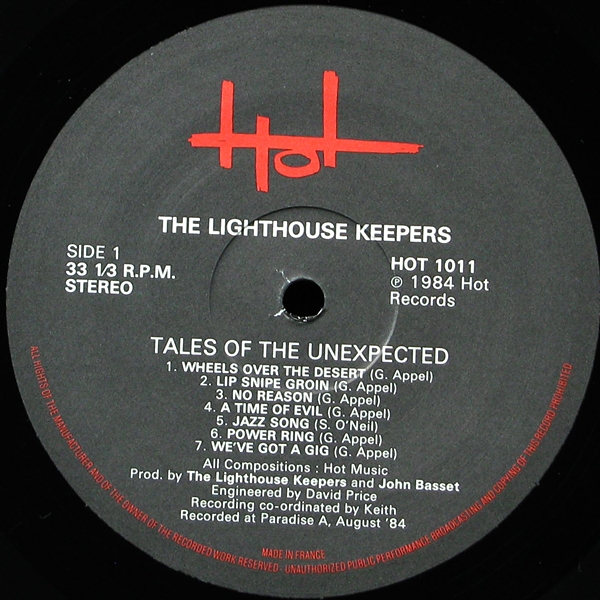 Hot
THE LIGHTHOUSE KEEPERS
SIDE 1
33 1/3 R.P.M.
STEREO
HOT 1011
℗ 1984 Hot
Records
TALES OF THE UNEXPECTED
1. WHEELS OVER THE DESERT (G. Appel)
2. LIP SNIPE GROIN (G. Appel)
3. NO REASON (G. Appel)
4. A TIME OF EVIL (G. Appel)
5. JAZZ SONG (S. O'Neil)
6. POWER RING (G. Appel)
7. WE'VE GOT A GIG (G. Appel)
All Compositions : Hot Music
Prod. by The Lighthouse Keepers and John Basset
Engineered by David Price
Recording co-ordinated by Keith
Recorded at Paradise A, August '84
MADE IN FRANCE
ALL RIGHTS OF THE MANUFACTURER AND OF THE OWNER OF THE RECORDED WORK RESERVED - UNAUTHORIZED PUBLIC PERFORMANCE BROADCASTING AND COPYING OF THIS RECORD PROHIBITED